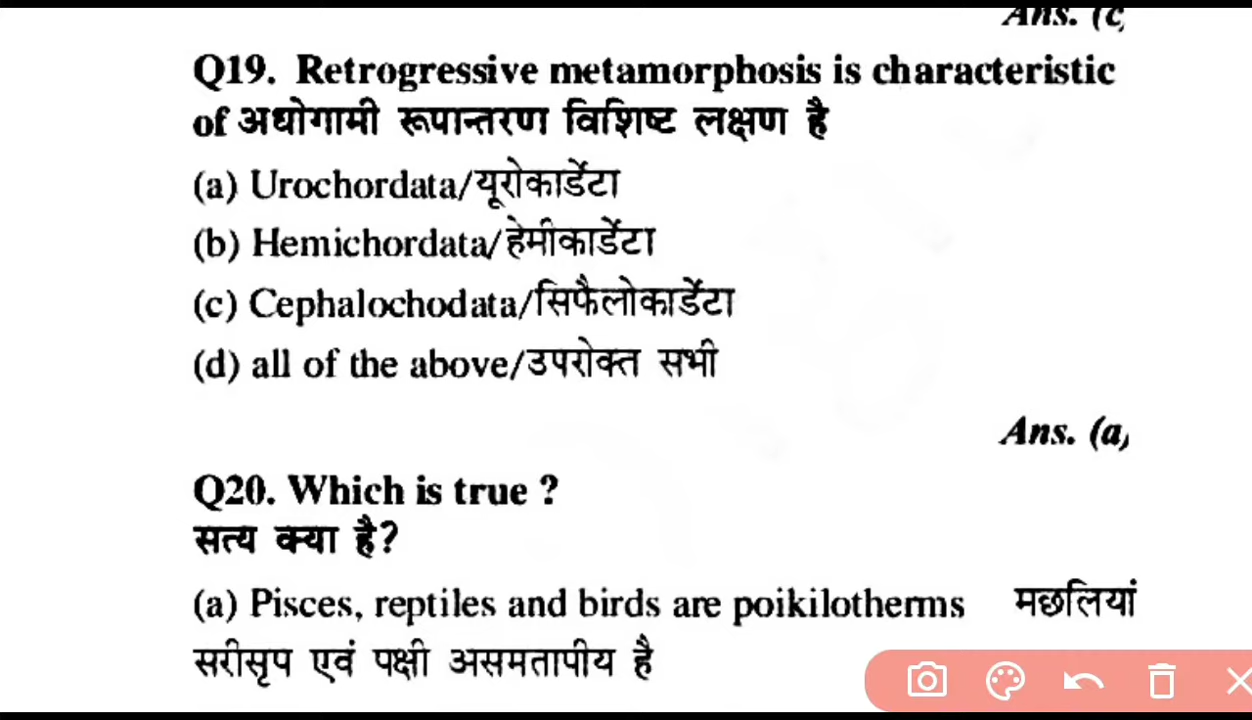 Ans. (c
Q19. Retrogressive metamorphosis is characteristic
of अधोगामी रूपान्तरण विशिष्ट लक्षण है
(a) Urochordata/यूरोकार्डेटा
(b) Hemichordata/हेमीकार्डेटा
(c) Cephalochodata/सिफैलोकार्डेटा
(d) all of the above/उपरोक्त सभी
Ans. (a)
Q20. Which is true ?
सत्य क्या है?
(a) Pisces, reptiles and birds are poikilotherms मछलियां
सरीसृप एवं पक्षी असमतापीय है